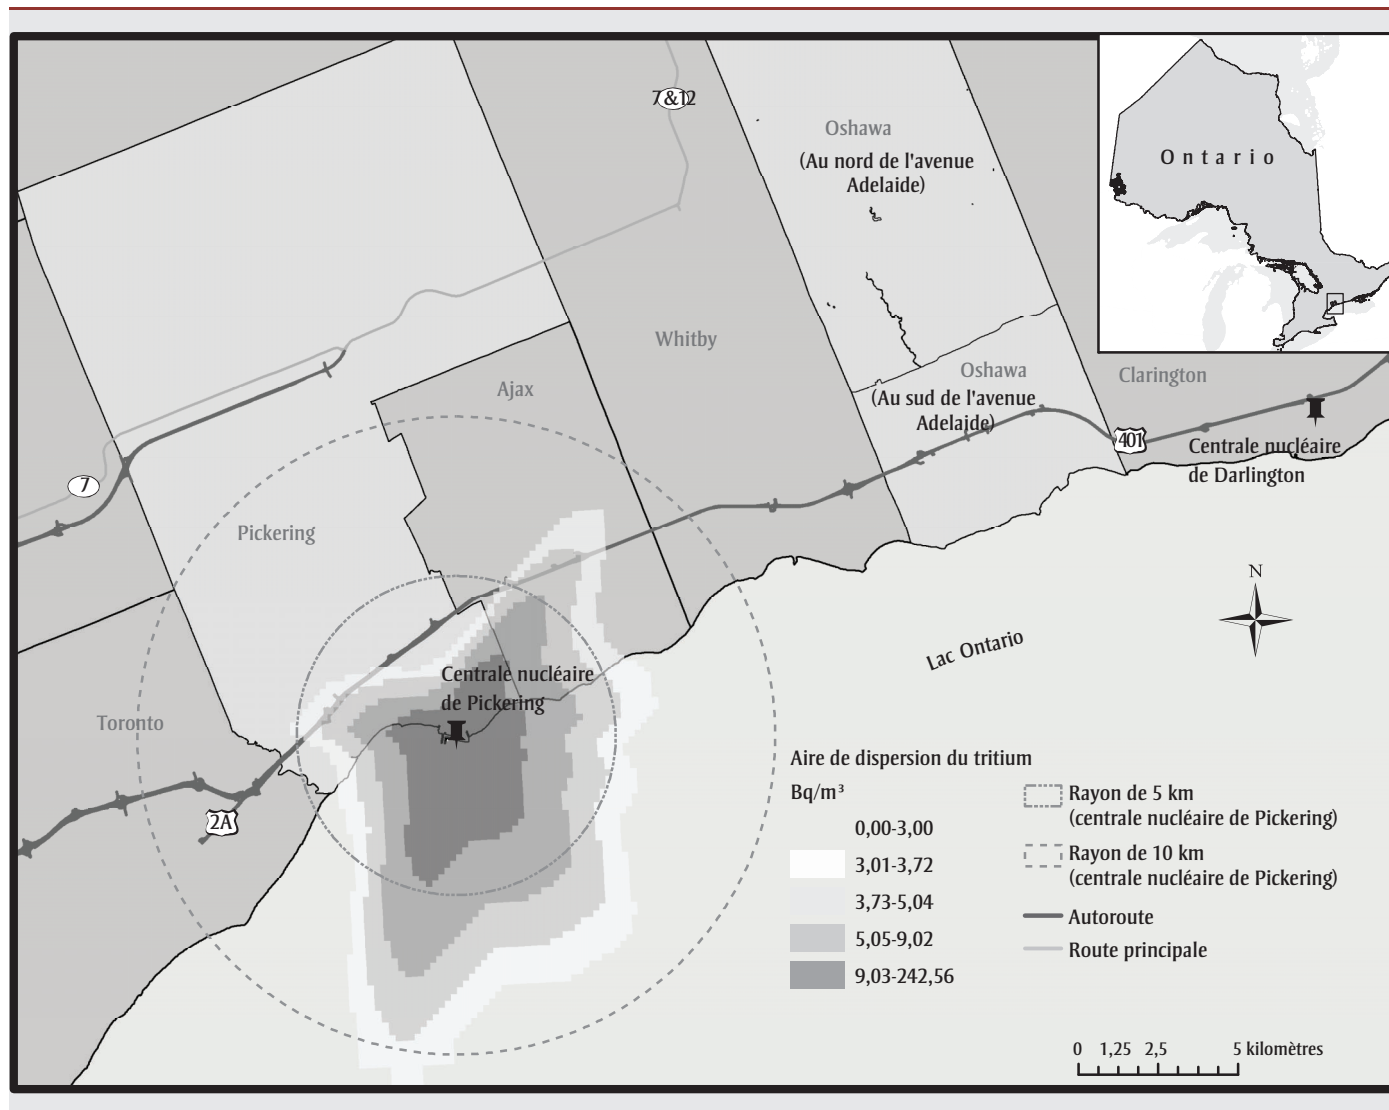 7&12
Oshawa
(Au nord de l'avenue
Adelaide)
Ontario
Whitby
Ajax
Oshawa
(Au sud de l'avenue
Adelaide)
Clarington
401
Centrale nucléaire
de Darlington
7
Pickering
N
Lac Ontario
Centrale nucléaire
de Pickering
Toronto
2A
Aire de dispersion du tritium
Bq/m³
0,00-3,00
3,01-3,72
3,73-5,04
5,05-9,02
9,03-242,56
Rayon de 5 km
(centrale nucléaire de Pickering)
Rayon de 10 km
(centrale nucléaire de Pickering)
Autoroute
Route principale
0 1,25 2,5 5 kilomètres